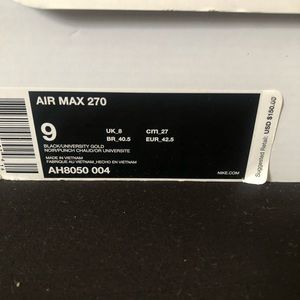 AIR MAX 270
9
UK_8
cm_27
BR_40.5
EUR_42.5
BLACK/UNIVERSITY GOLD
NOIR/PUNCH CHAUD/OR UNIVERSITE
MADE IN VIETNAM
FABRIQUE AU VIETNAM_HECHO EN VIETNAM
AH8050 004
NIKE.COM
Suggested Retail: USD $150.00